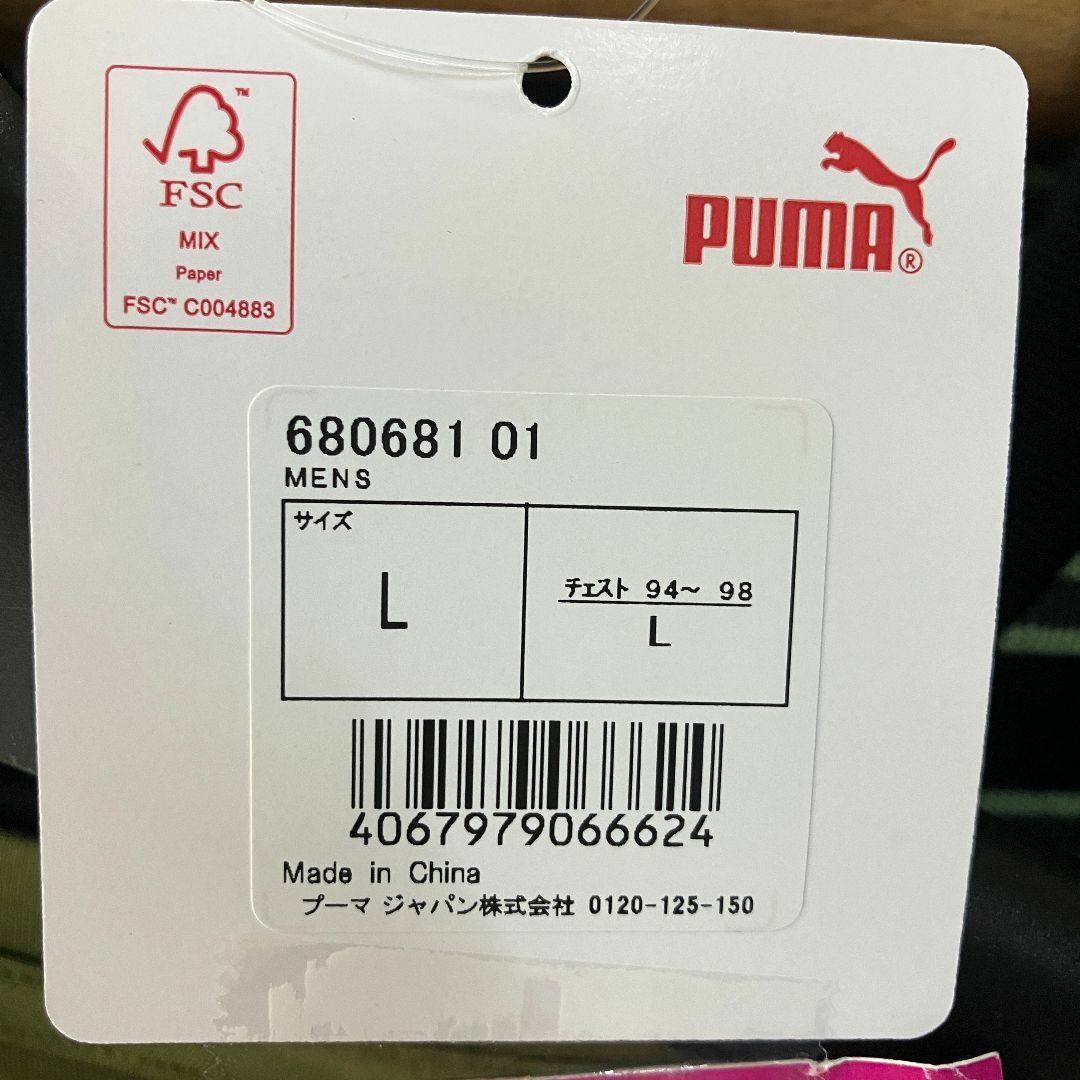 FSC
MIX
Paper
FSC™ C004883
PUMA®
680681 01
MENS
サイズ
L
チェスト 94〜 98
L
4067979066624
Made in China
プーマ ジャパン株式会社 0120-125-150